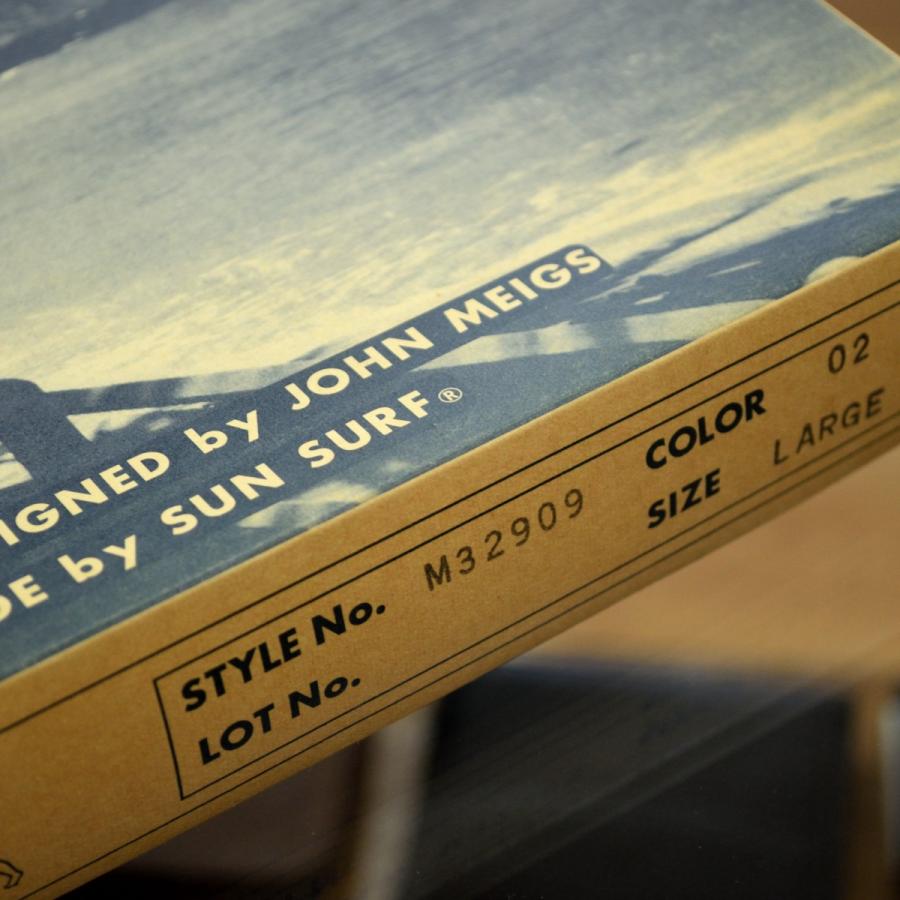 IGNED by JOHN MEIGS
DE by SUN SURF®
STYLE No. M32909 COLOR 02
LOT No. SIZE LARGE